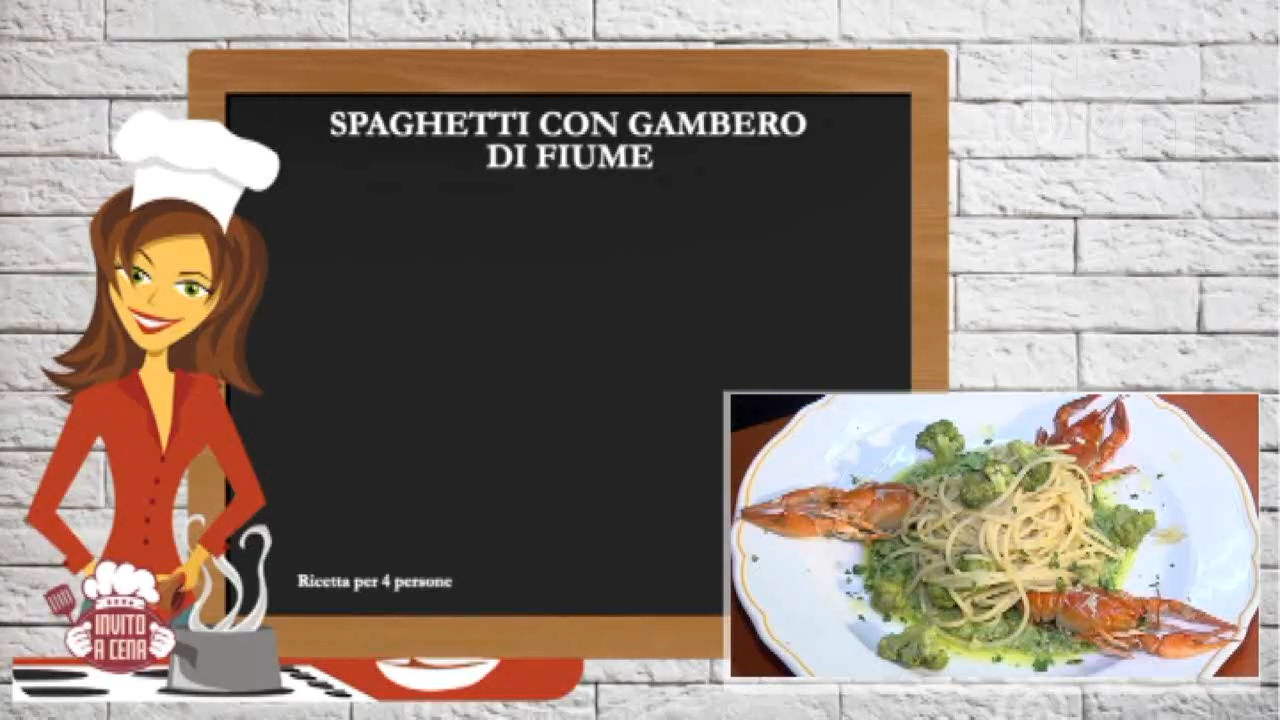 SPAGHETTI CON GAMBERO
DI FIUME
Ricetta per 4 persone
INVITO
A CENA